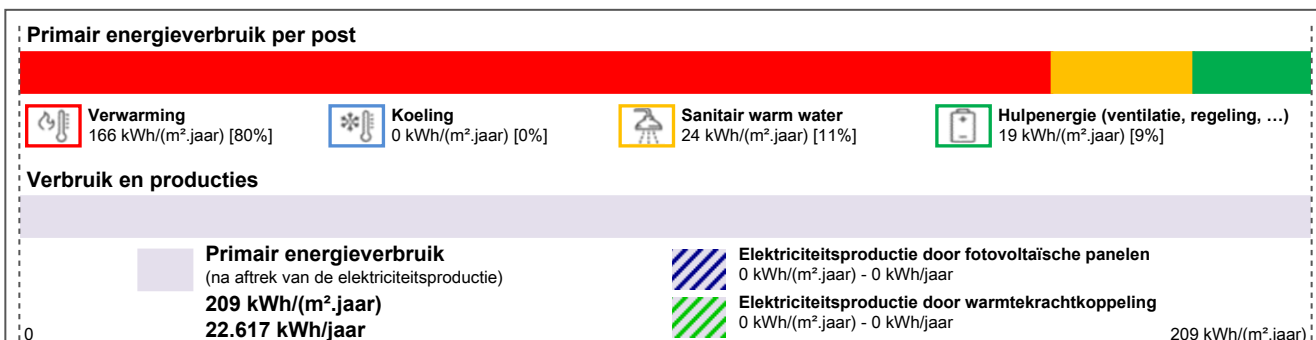 Primair energieverbruik per post
Verwarming
166 kWh/(m².jaar) [80%]
Koeling
0 kWh/(m².jaar) [0%]
Sanitair warm water
24 kWh/(m².jaar) [11%]
Hulpenergie (ventilatie, regeling, …)
19 kWh/(m².jaar) [9%]
Verbruik en producties
Primair energieverbruik
(na aftrek van de elektriciteitsproductie)
209 kWh/(m².jaar)
22.617 kWh/jaar
Elektriciteitsproductie door fotovoltaïsche panelen
0 kWh/(m².jaar) - 0 kWh/jaar
Elektriciteitsproductie door warmtekrachtkoppeling
0 kWh/(m².jaar) - 0 kWh/jaar
0
209 kWh/(m².jaar)